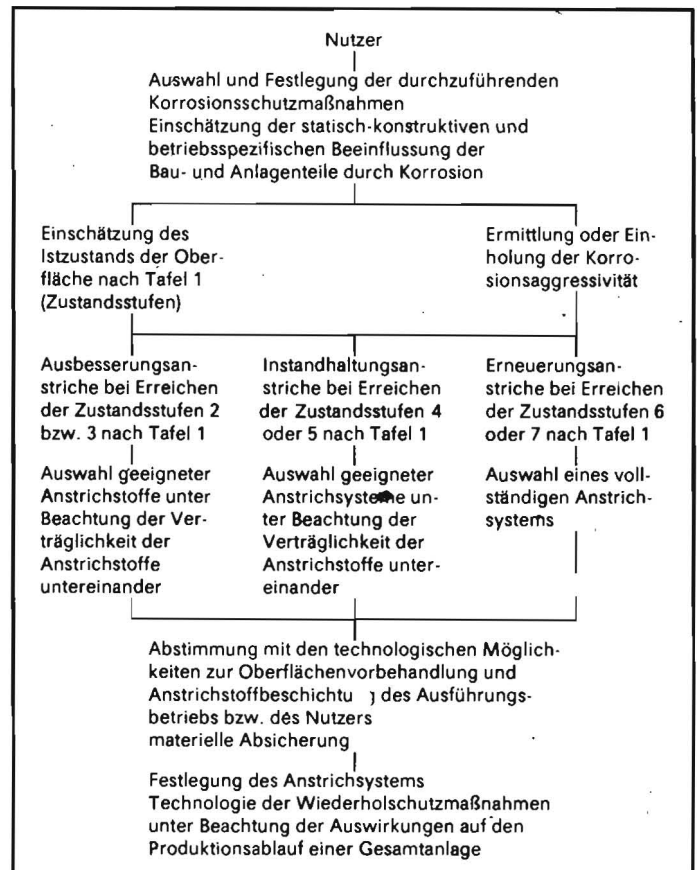 Nutzer
Auswahl und Festlegung der durchzuführenden
Korrosionsschutzmaßnahmen
Einschätzung der statisch-konstruktiven und
betriebsspezifischen Beeinflussung der
Bau- und Anlagenteile durch Korrosion
Einschätzung des
Istzustands der Ober-
fläche nach Tafel 1
(Zustandsstufen)
Ermittlung oder Ein-
holung der Korro-
sionsaggressivität
Ausbesserungsan-
striche bei Erreichen
der Zustandsstufen 2
bzw. 3 nach Tafel 1
Instandhaltungsan-
striche bei Erreichen
der Zustandsstufen 4
oder 5 nach Tafel 1
Erneuerungsan-
striche bei Erreichen
der Zustandsstufen 6
oder 7 nach Tafel 1
Auswahl geeigneter
Anstrichstoffe unter
Beachtung der Ver-
träglichkeit der
Anstrichstoffe
untereinander
Auswahl geeigneter
Anstrichsysteme un-
ter Beachtung der
Verträglichkeit der
Anstrichstoffe unter-
einander
Auswahl eines voll-
ständigen Anstrich-
systems
Abstimmung mit den technologischen Möglich-
keiten zur Oberflächenvorbehandlung und
des Ausführungs-
betriebs bzw. des Nutzers
materielle Absicherung
Festlegung des Anstrichsystems
Technologie der Wiederholschutzmaßnahmen
unter Beachtung der Auswirkungen auf den
Produktionsablauf einer Gesamtanlage